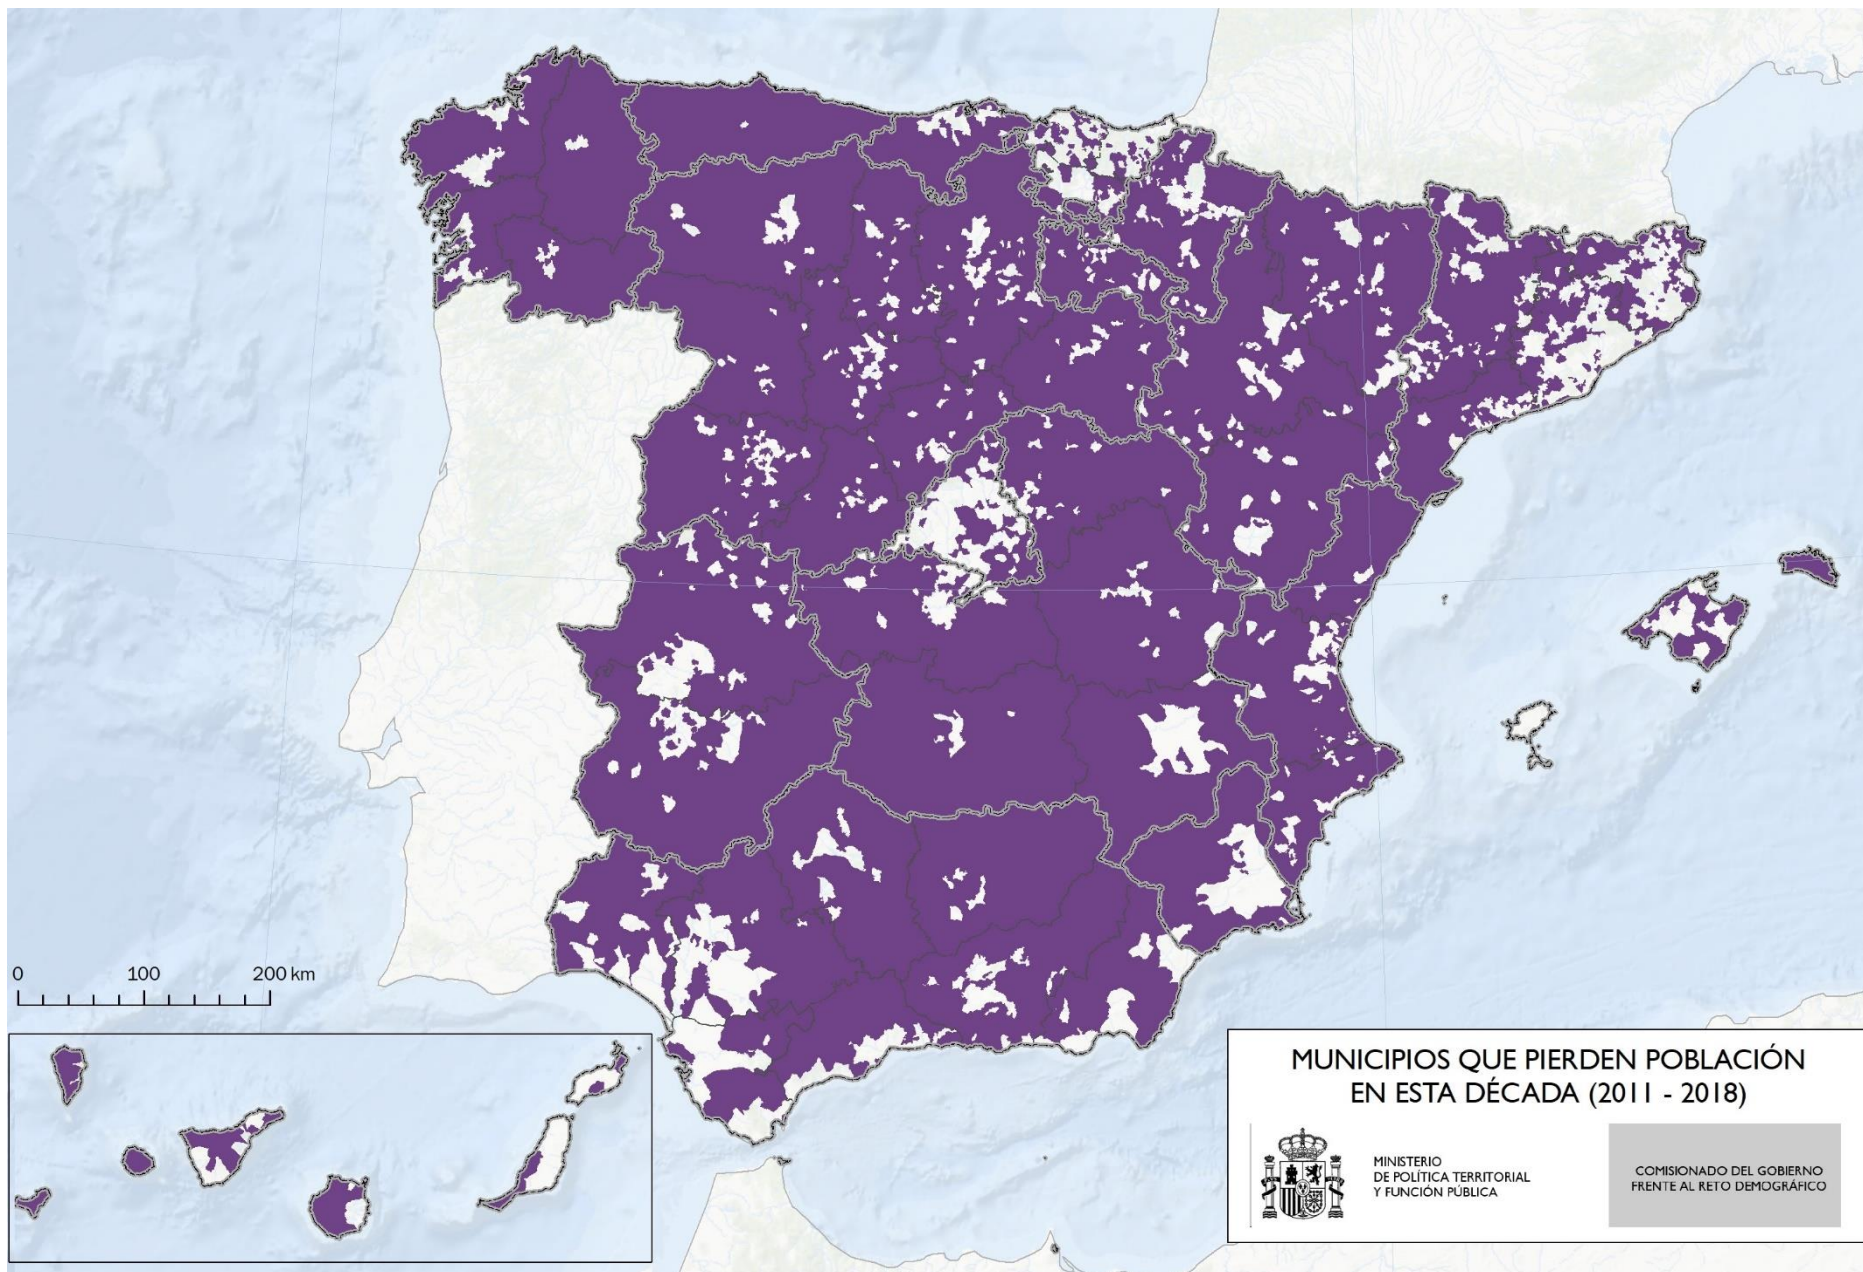 0 100 200 km
MUNICIPIOS QUE PIERDEN POBLACIÓN
EN ESTA DÉCADA (2011 - 2018)
MINISTERIO
DE POLÍTICA TERRITORIAL
Y FUNCIÓN PÚBLICA
COMISIONADO DEL GOBIERNO
FRENTE AL RETO DEMOGRÁFICO